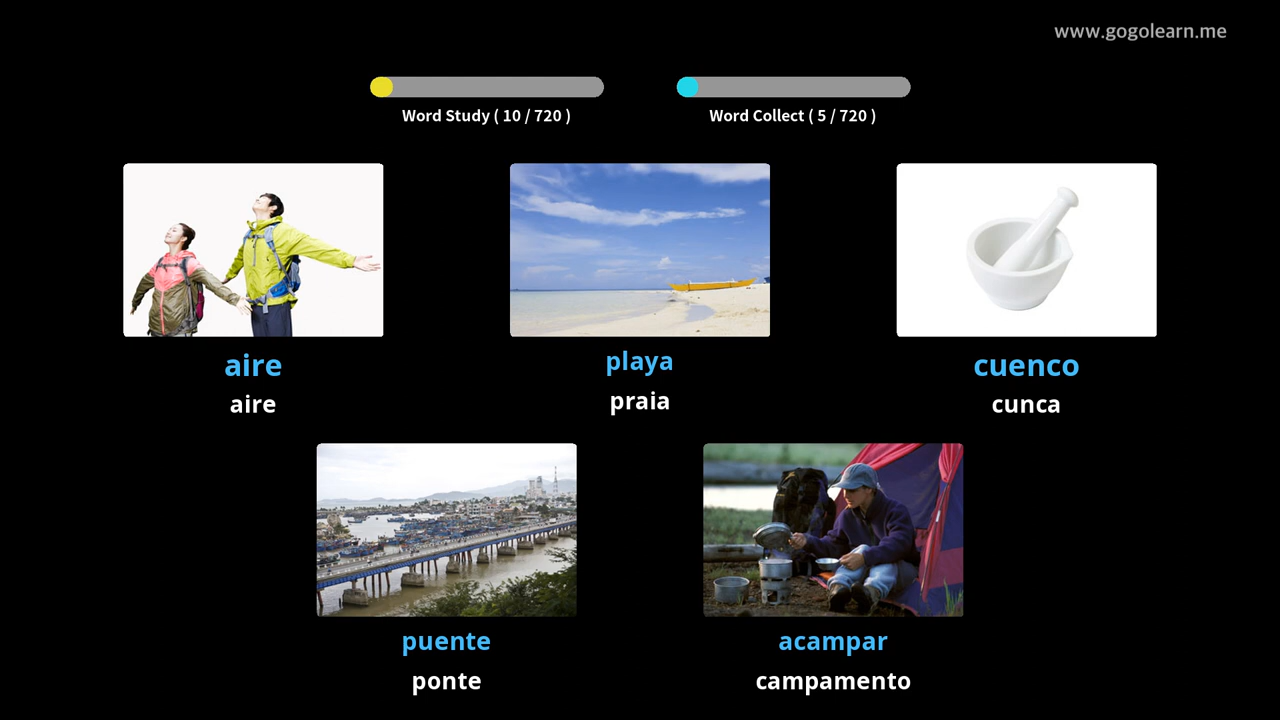 www.gogolearn.me
Word Study ( 10 / 720 )
Word Collect ( 5 / 720 )
aire
aire
playa
praia
cuenco
cunca
puente
ponte
acampar
campamento